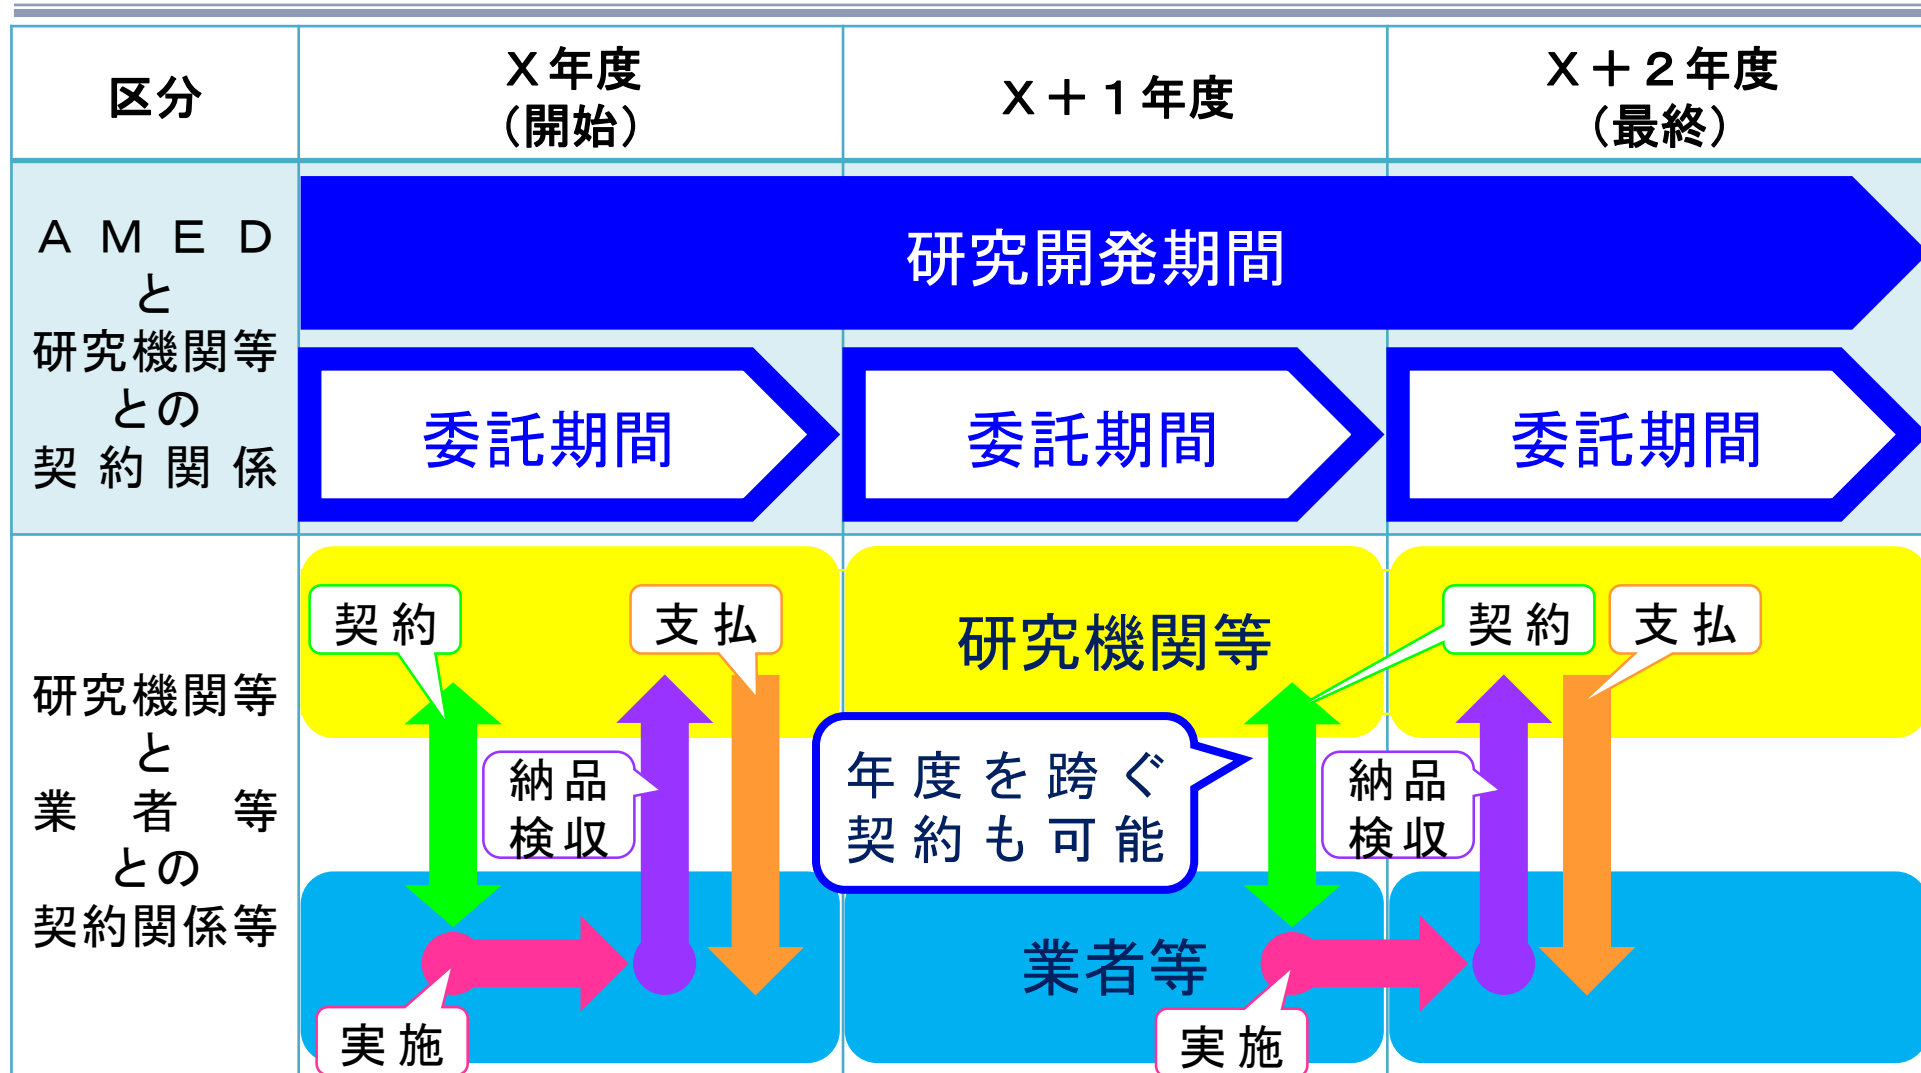 区分
Ｘ年度
（開始）
Ｘ＋１年度
Ｘ＋２年度
（最終）
ＡＭＥＤ
と
研究機関等
との
契約関係
研究開発期間
委託期間
委託期間
委託期間
研究機関等
と
業者等
との
契約関係等
契約
支払
研究機関等
契約
支払
納品
検収
年度を跨ぐ
契約も可能
納品
検収
業者等
実施
実施